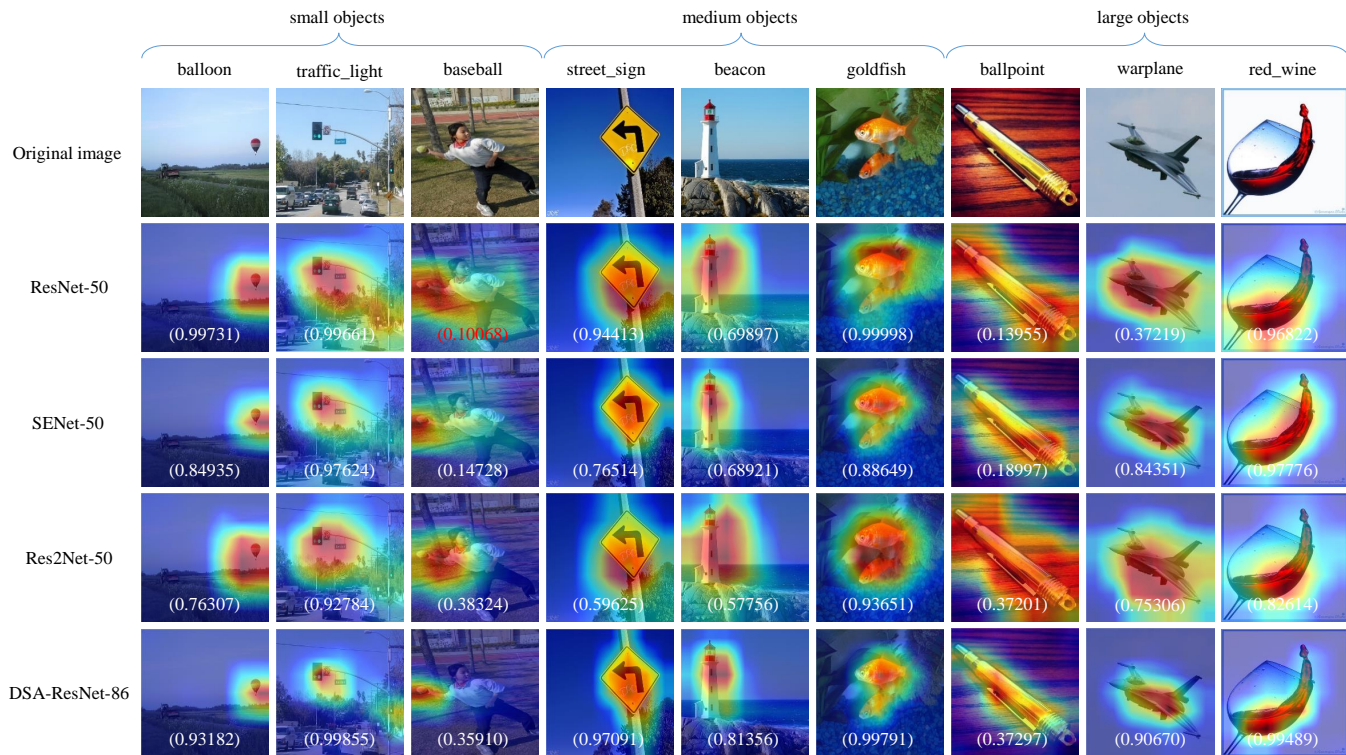 small objects medium objects large objects
balloon traffic_light baseball street_sign beacon goldfish ballpoint warplane red_wine
Original image
ResNet-50
(0.99731) (0.99661) (0.10068) (0.94413) (0.69897) (0.99998) (0.13955) (0.37219) (0.96822)
SENet-50
(0.84935) (0.97624) (0.14728) (0.76514) (0.68921) (0.88649) (0.18997) (0.84351) (0.97776)
Res2Net-50
(0.76307) (0.92784) (0.38324) (0.59625) (0.57756) (0.93651) (0.37201) (0.75306) (0.82614)
DSA-ResNet-86
(0.93182) (0.99855) (0.35910) (0.97091) (0.81356) (0.99791) (0.37297) (0.90670) (0.99489)